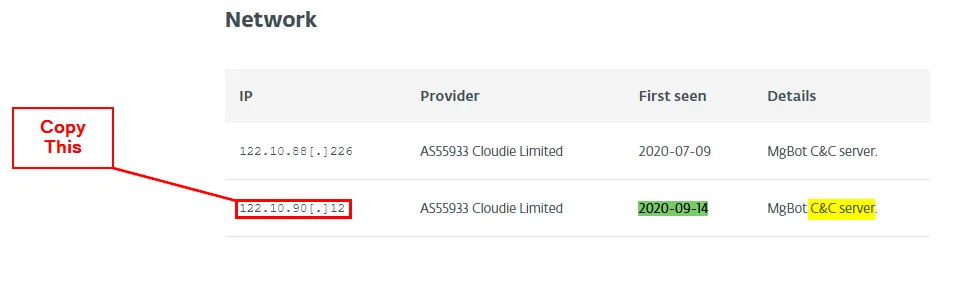 Network
IP Provider First seen Details
Copy
This
122.10.88[.]226 AS55933 Cloudie Limited 2020-07-09 MgBot C&C server.
122.10.90[.]12 AS55933 Cloudie Limited 2020-09-14 MgBot C&C server.